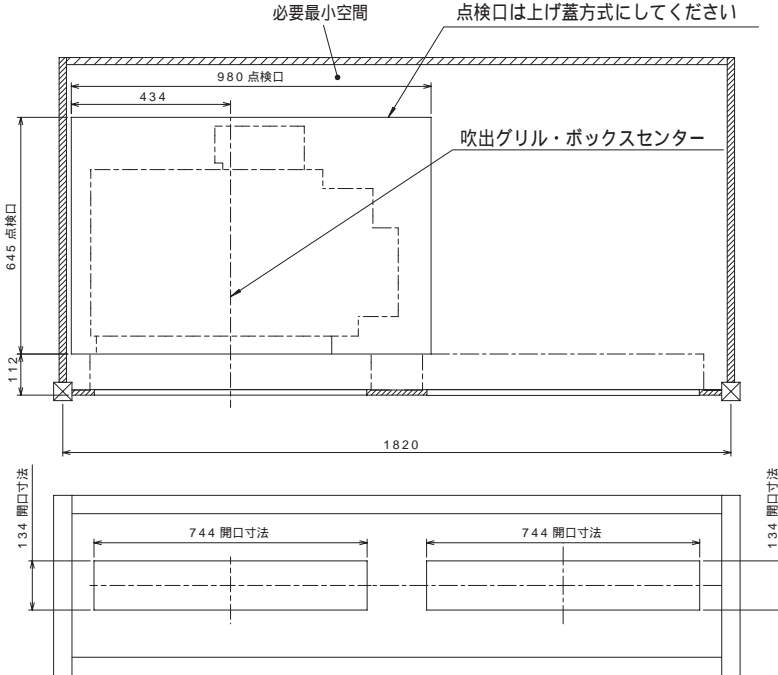 必要最小空間
点検口は上げ蓋方式にしてください
980 点検口
434
吹出グリル・ボックスセンター
645 点検口
112
1820
134 開口寸法
744 開口寸法
744 開口寸法
134 開口寸法